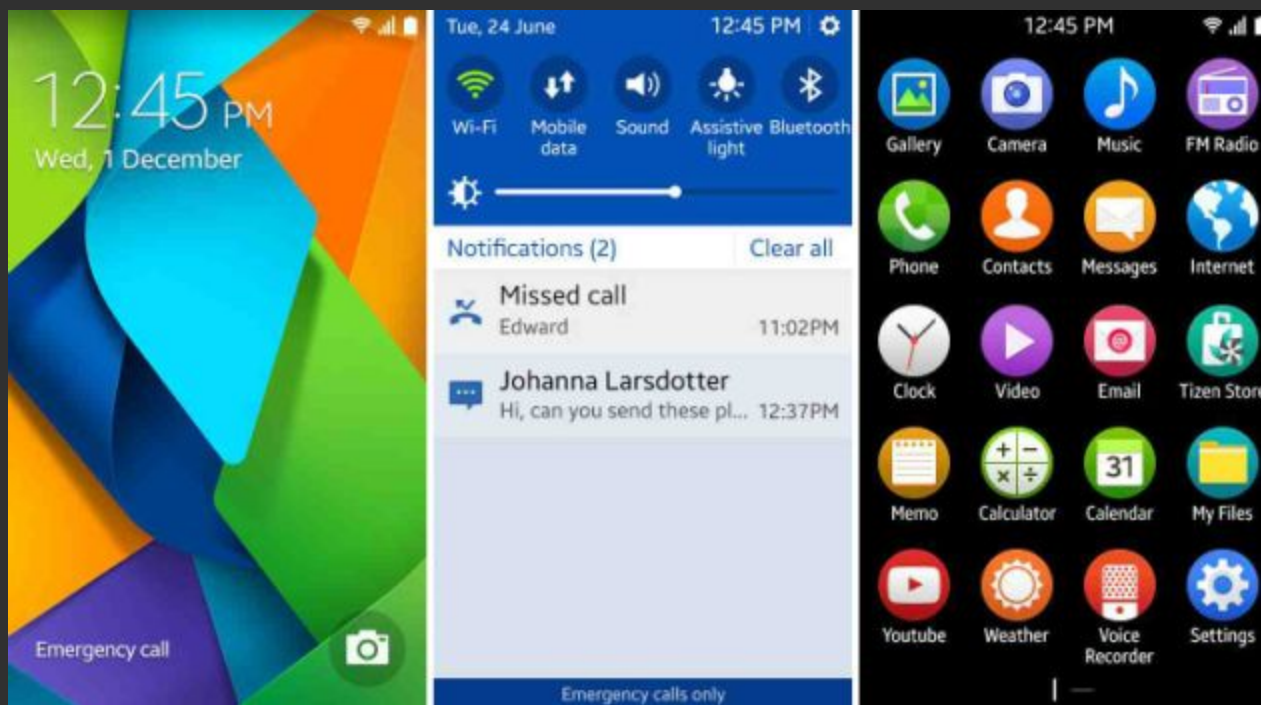 12:45 PM
Wed, 1 December
Emergency call
Tue, 24 June 12:45 PM
Wi-Fi
Mobile
data
Sound
Assistive
light
Bluetooth
Notifications (2) Clear all
Missed call
Edward 11:02PM
Johanna Larsdotter
Hi, can you send these pl... 12:37PM
Emergency calls only
12:45 PM
Gallery Camera Music FM Radio
Phone Contacts Messages Internet
Clock Video Email Tizen Store
31
Memo Calculator Calendar My Files
Youtube Weather Voice
Recorder
Settings